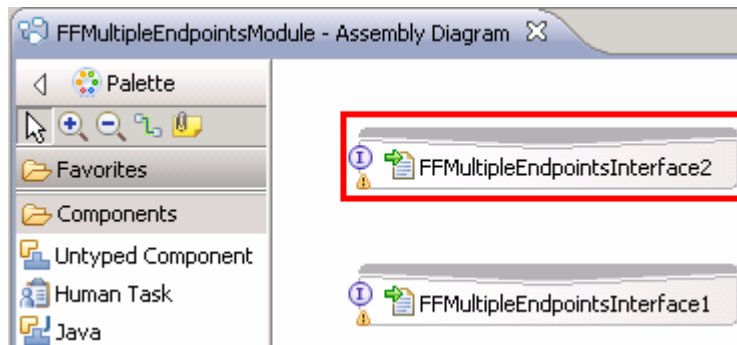 FFMultipleEndpointsModule - Assembly Diagram
Palette
Favorites
Components
Untyped Component
Human Task
Java
FFMultipleEndpointsInterface2
FFMultipleEndpointsInterface1